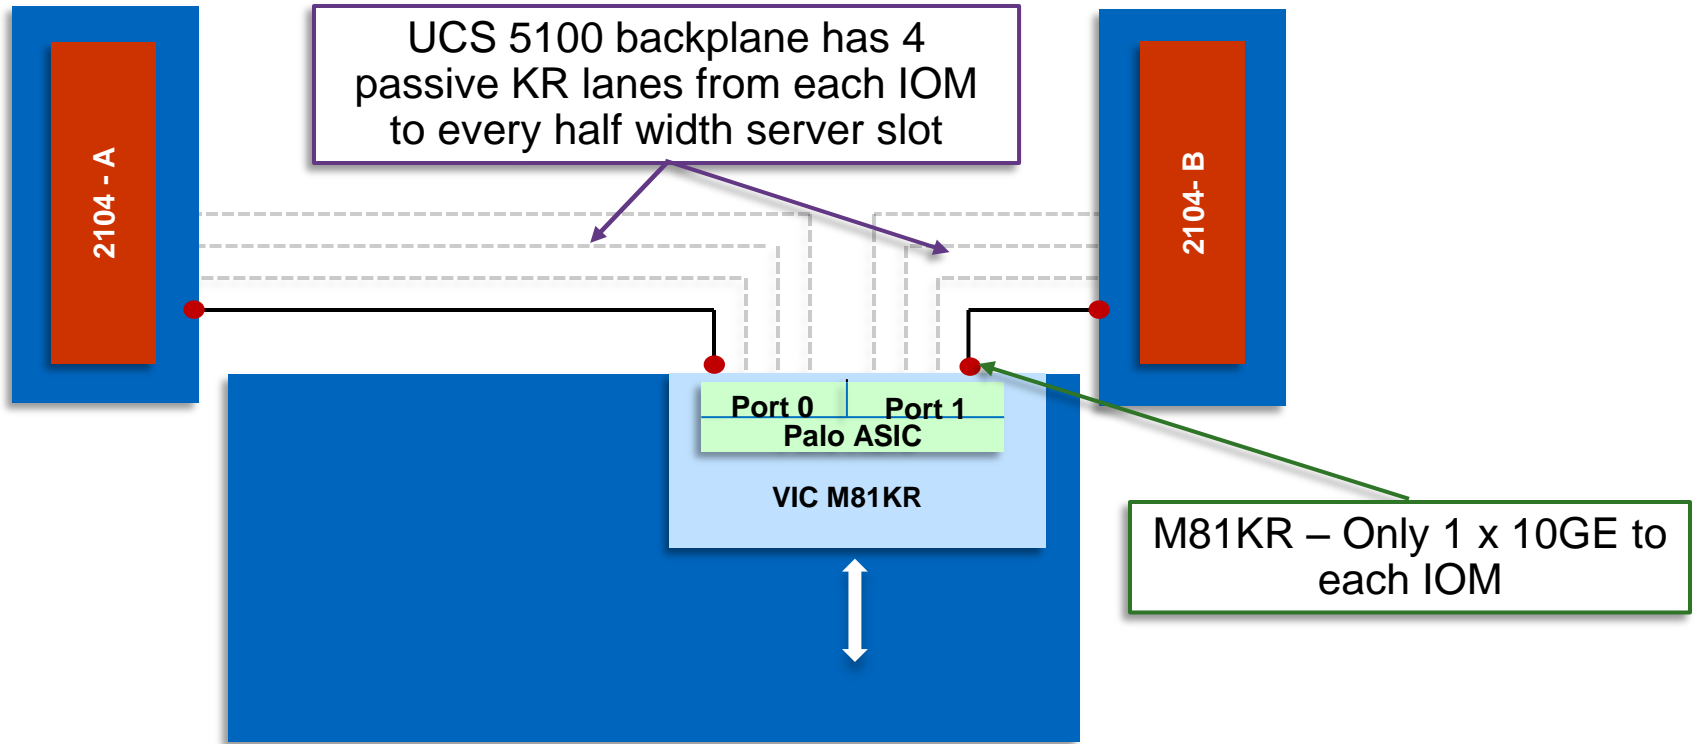 UCS 5100 backplane has 4
passive KR lanes from each IOM
to every half width server slot
2104 - A
2104- B
Port 0
Port 1
Palo ASIC
VIC M81KR
M81KR – Only 1 x 10GE to
each IOM